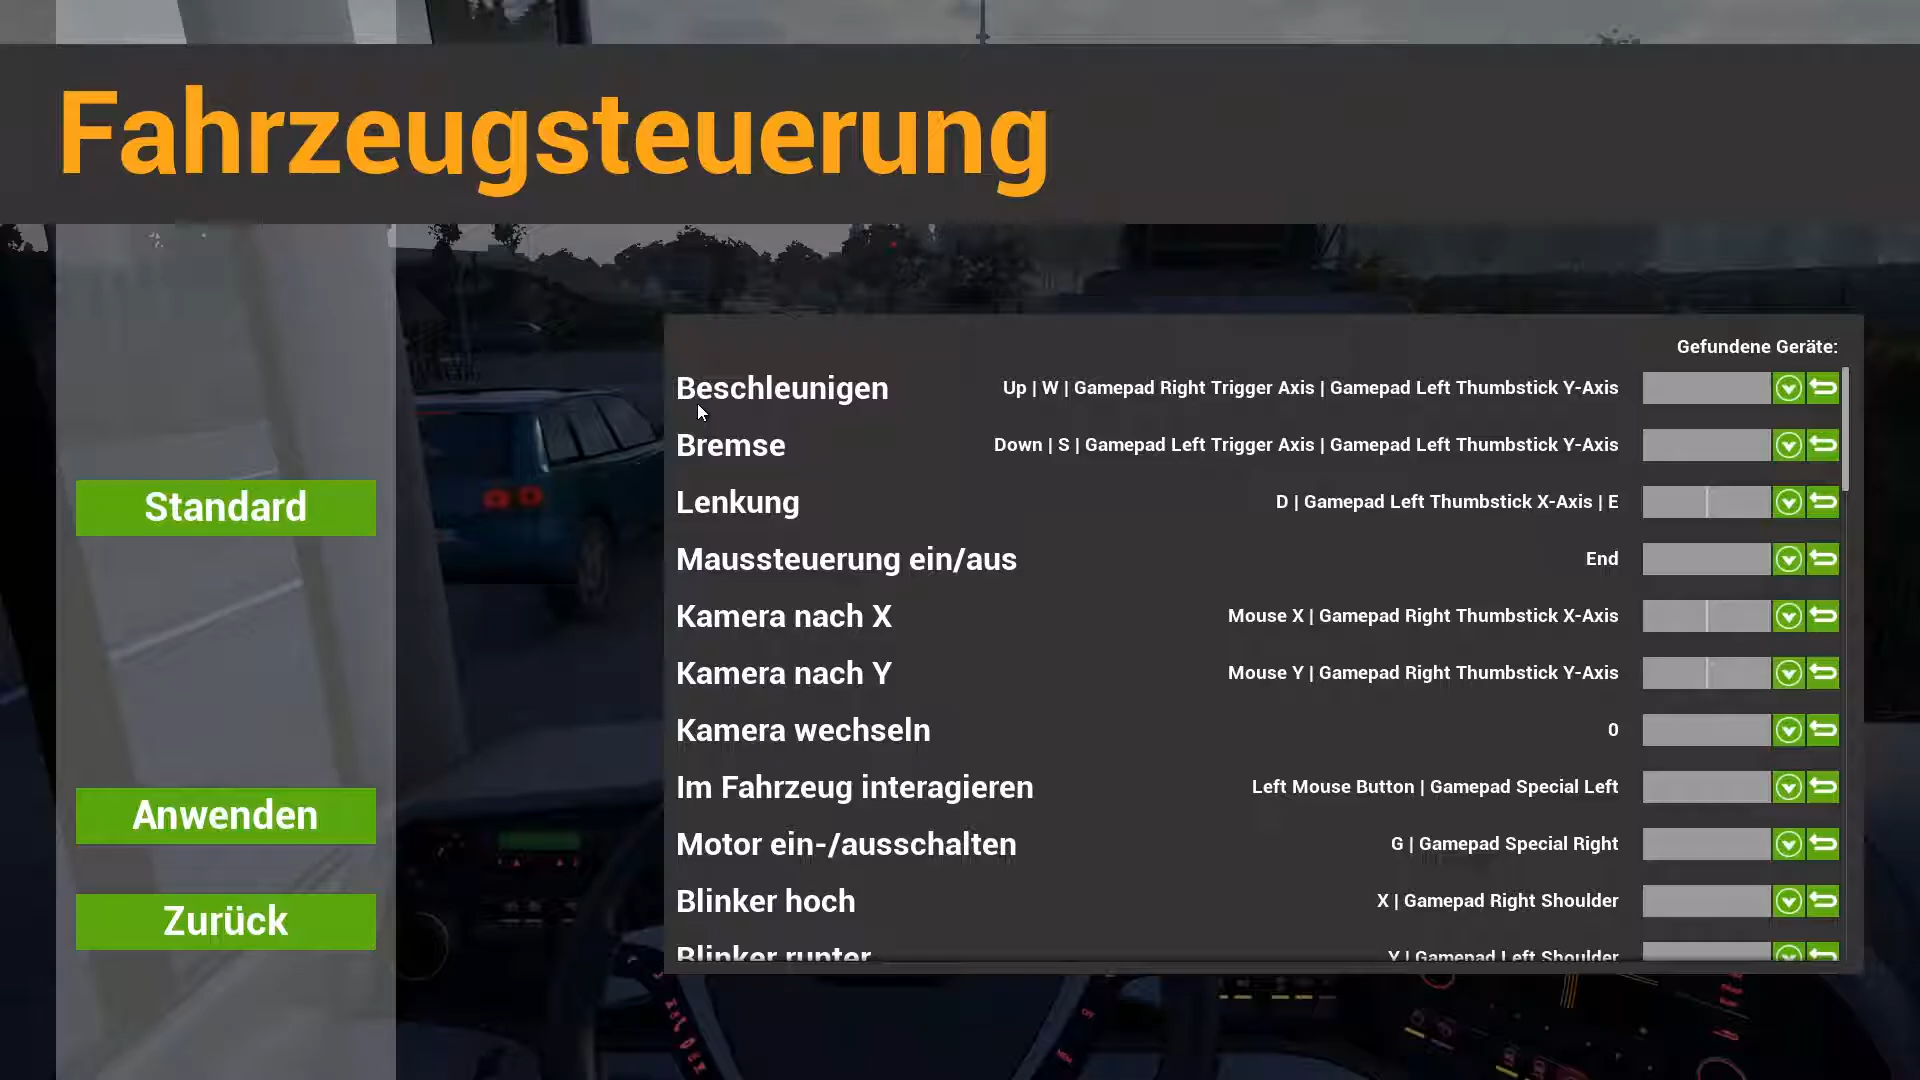 Fahrzeugsteuerung
Gefundene Geräte:
Beschleunigen Up | W | Gamepad Right Trigger Axis | Gamepad Left Thumbstick Y-Axis
Bremse Down | S | Gamepad Left Trigger Axis | Gamepad Left Thumbstick Y-Axis
Lenkung D | Gamepad Left Thumbstick X-Axis | E
Maussteuerung ein/aus End
Kamera nach X Mouse X | Gamepad Right Thumbstick X-Axis
Kamera nach Y Mouse Y | Gamepad Right Thumbstick Y-Axis
Kamera wechseln 0
Im Fahrzeug interagieren Left Mouse Button | Gamepad Special Left
Motor ein-/ausschalten G | Gamepad Special Right
Blinker hoch X | Gamepad Right Shoulder
Blinker runter Y | Gamepad Left Shoulder
Standard
Anwenden
Zurück